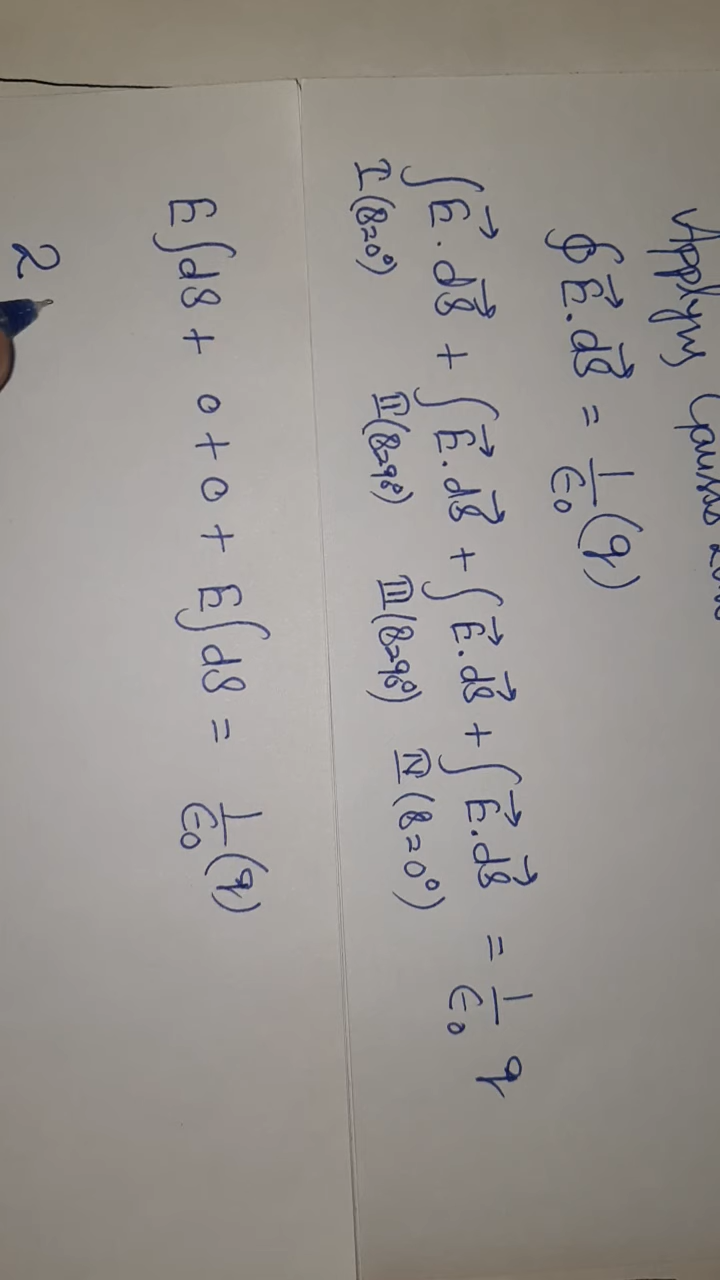 Applying Gauss's
∮ E⃗. dS⃗ = 1/ε₀ (q)
∫ E⃗. dS⃗ + ∫ E⃗. dS⃗ + ∫ E⃗. dS⃗ + ∫ E⃗. dS⃗ = 1/ε₀ q
I (θ=0°) II (θ=90°) III (θ=90°) IV (θ=0°)
E∫dS + 0 + 0 + E∫dS = 1/ε₀ (q)
2